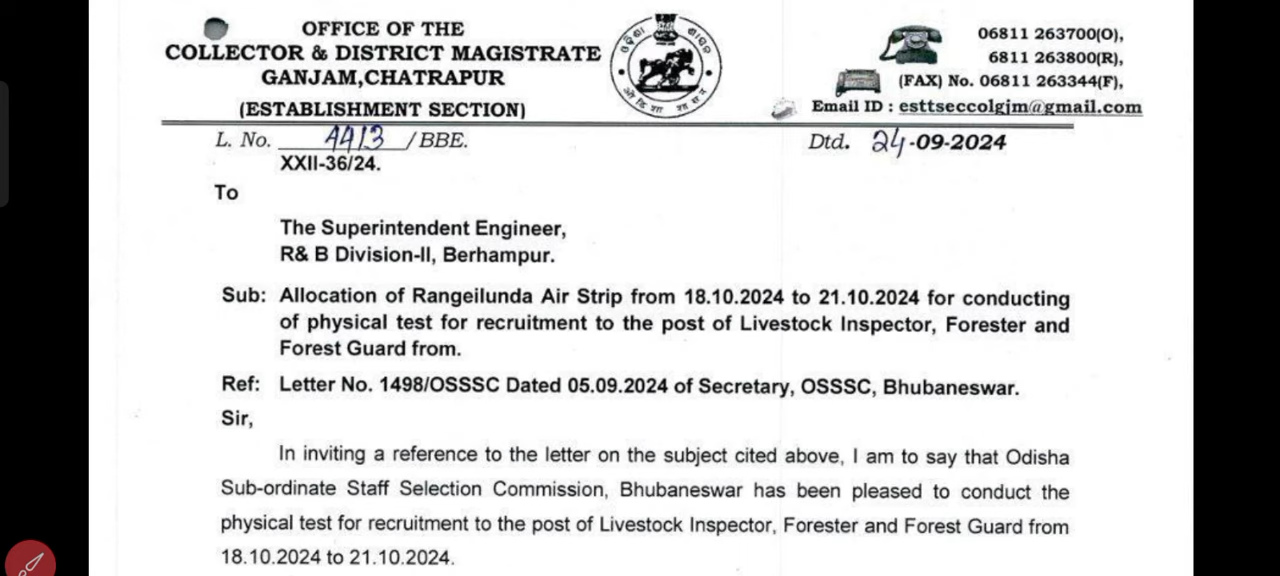 OFFICE OF THE
COLLECTOR & DISTRICT MAGISTRATE
GANJAM,CHATRAPUR
(ESTABLISHMENT SECTION)
06811 263700(O),
6811 263800(R),
(FAX) No. 06811 263344(F),
Email ID : esttseccolgjm@gmail.com
L. No. 4413 /BBE.
XXII-36/24.
Dtd. 24-09-2024
To
The Superintendent Engineer,
R& B Division-II, Berhampur.
Sub: Allocation of Rangeilunda Air Strip from 18.10.2024 to 21.10.2024 for conducting
of physical test for recruitment to the post of Livestock Inspector, Forester and
Forest Guard from.
Ref: Letter No. 1498/OSSSC Dated 05.09.2024 of Secretary, OSSSC, Bhubaneswar.
Sir,
In inviting a reference to the letter on the subject cited above, I am to say that Odisha
Sub-ordinate Staff Selection Commission, Bhubaneswar has been pleased to conduct the
physical test for recruitment to the post of Livestock Inspector, Forester and Forest Guard from
18.10.2024 to 21.10.2024.